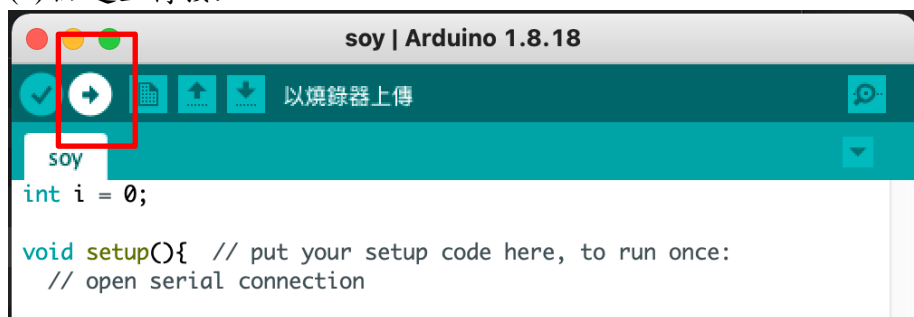 soy | Arduino 1.8.18
以燒錄器上傳
soy
int i = 0;
void setup(){  // put your setup code here, to run once:
// open serial connection